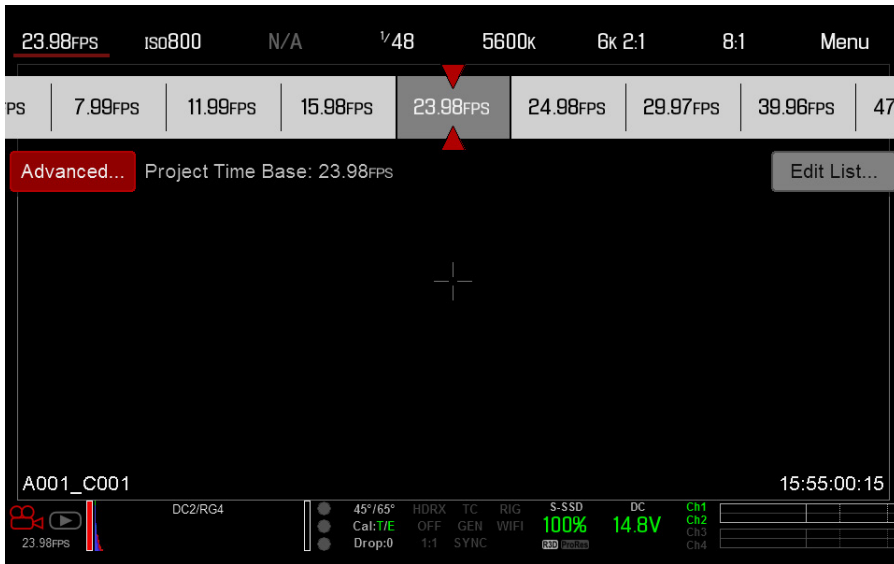 23.98FPS ISO800 N/A 1/48 5600K 6K 2:1 8:1 Menu
PS 7.99FPS 11.99FPS 15.98FPS 23.98FPS 24.98FPS 29.97FPS 39.96FPS 47
Advanced... Project Time Base: 23.98FPS Edit List...
A001_C001 15:55:00:15
DC2/RG4 45°/65° HDRX TC RIG S-SSD DC Ch1
Cal:T/E OFF GEN WIFI 100% 14.8V Ch2
Ch3
23.98FPS Drop:0 1:1 SYNC R3D ProRes Ch4